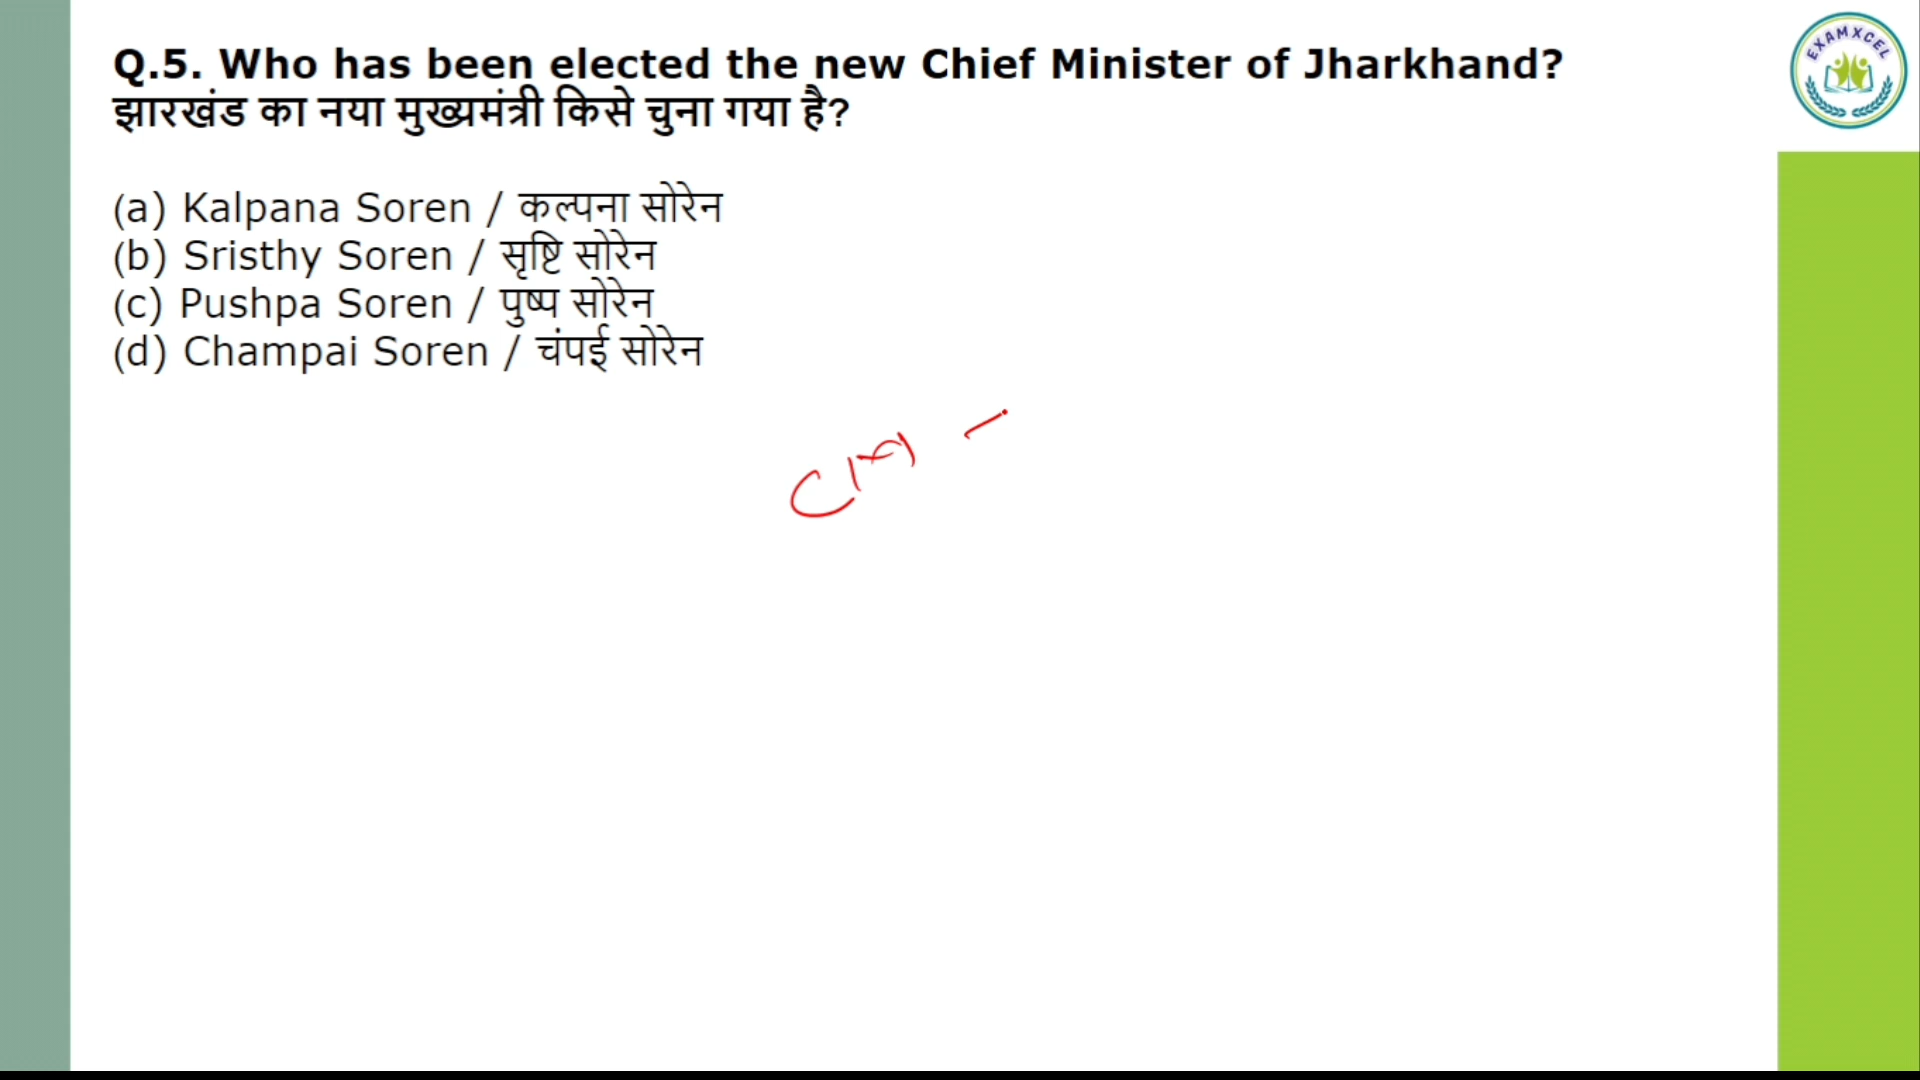 Q.5. Who has been elected the new Chief Minister of Jharkhand?
झारखंड का नया मुख्यमंत्री किसे चुना गया है?
(a) Kalpana Soren / कल्पना सोरेन
(b) Sristhy Soren / सृष्टि सोरेन
(c) Pushpa Soren / पुष्प सोरेन
(d) Champai Soren / चंपई सोरेन
CM -
EXAMXCEL